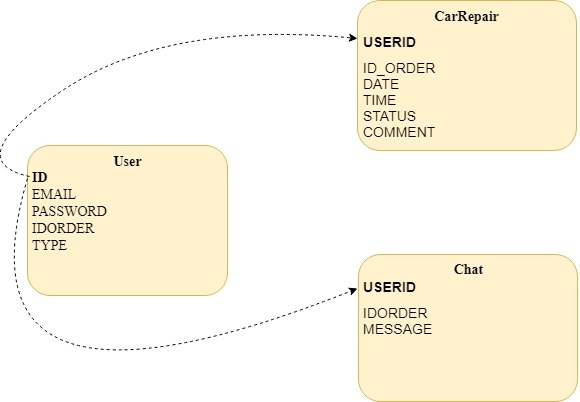 CarRepair
USERID
ID_ORDER
DATE
TIME
STATUS
COMMENT
User
ID
EMAIL
PASSWORD
IDORDER
TYPE
Chat
USERID
IDORDER
MESSAGE